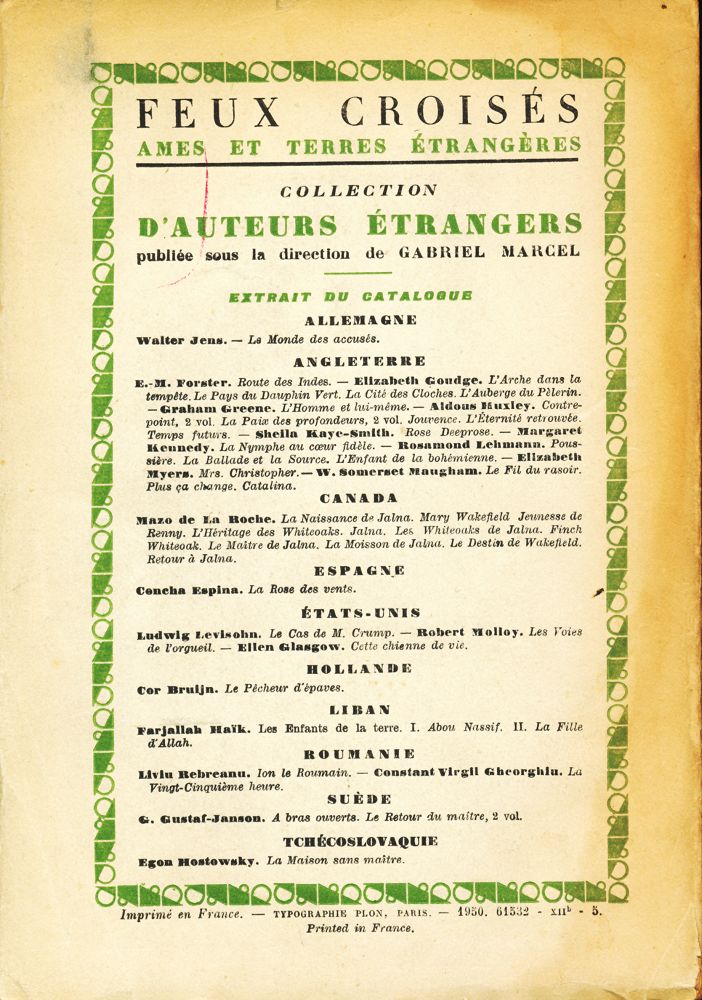 FEUX CROISÉS
AMES ET TERRES ÉTRANGÈRES
COLLECTION
D'AUTEURS ÉTRANGERS
publiée sous la direction de GABRIEL MARCEL
EXTRAIT DU CATALOGUE
ALLEMAGNE
Walter Jens. — Le Monde des accusés.
ANGLETERRE
E.-M. Forster. Route des Indes. — Elizabeth Goudge. L'Arche dans la
tempête. Le Pays du Dauphin Vert. La Cité des Cloches. L'Auberge du Pèlerin.
— Graham Greene. L'Homme et lui-même. — Aldous Huxley. Contre-
point, 2 vol. La Paix des profondeurs, 2 vol. Jouvence. L'Éternité retrouvée.
Temps futurs. — Sheila Kaye-Smith. Rose Deeprose. — Margaret
Kennedy. La Nymphe au cœur fidèle. — Rosamond Lehmann. Pous-
sière. La Ballade et la Source. L'Enfant de la bohémienne. — Elizabeth
Myers. Mrs. Christopher. — W. Somerset Maugham. Le Fil du rasoir.
Plus ça change. Catalina.
CANADA
Mazo de La Roche. La Naissance de Jalna. Mary Wakefield Jeunesse de
Renny. L'Héritage des Whiteoaks. Jalna. Les Whiteoaks de Jalna. Finch
Whiteoak. Le Maître de Jalna. La Moisson de Jalna. Le Destin de Wakefield.
Retour à Jalna.
ESPAGNE
Concha Espina. La Rose des vents.
ÉTATS-UNIS
Ludwig Levisohn. Le Cas de M. Crump. — Robert Molloy. Les Voies
de l'orgueil. — Ellen Glasgow. Cette chienne de vie.
HOLLANDE
Cor Bruijn. Le Pêcheur d'épaves.
LIBAN
Farjallah Haïk. Les Enfants de la terre. I. Abou Nassif. II. La Fille
d'Allah.
ROUMANIE
Liviu Rebreanu. Ion le Roumain. — Constant Virgil Gheorghiu. La
Vingt-Cinquième heure.
SUÈDE
G. Gustaf-Janson. A bras ouverts. Le Retour du maître, 2 vol.
TCHÉCOSLOVAQUIE
Egon Hostowsky. La Maison sans maître.
Imprimé en France. — TYPOGRAPHIE PLON, PARIS. — 1950. 61532 - XIIb - 5.
Printed in France.